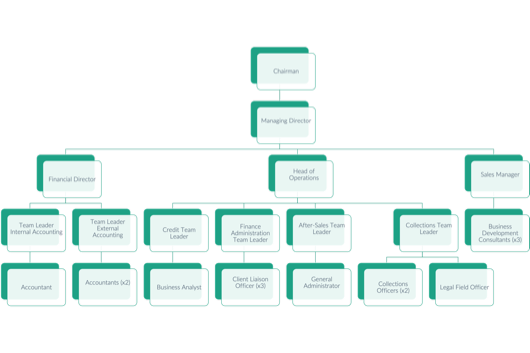 Chairman
Managing Director
Financial Director
Head of
Operations
Sales Manager
Team Leader
Internal Accounting
Team Leader
External
Accounting
Credit Team
Leader
Finance
Administration
Team Leader
After-Sales Team
Leader
Collections Team
Leader
Business
Development
Consultants (x3)
Accountant
Accountants (x2)
Business Analyst
Client Liaison
Officer (x3)
General
Administrator
Collections
Officers (x2)
Legal Field Officer